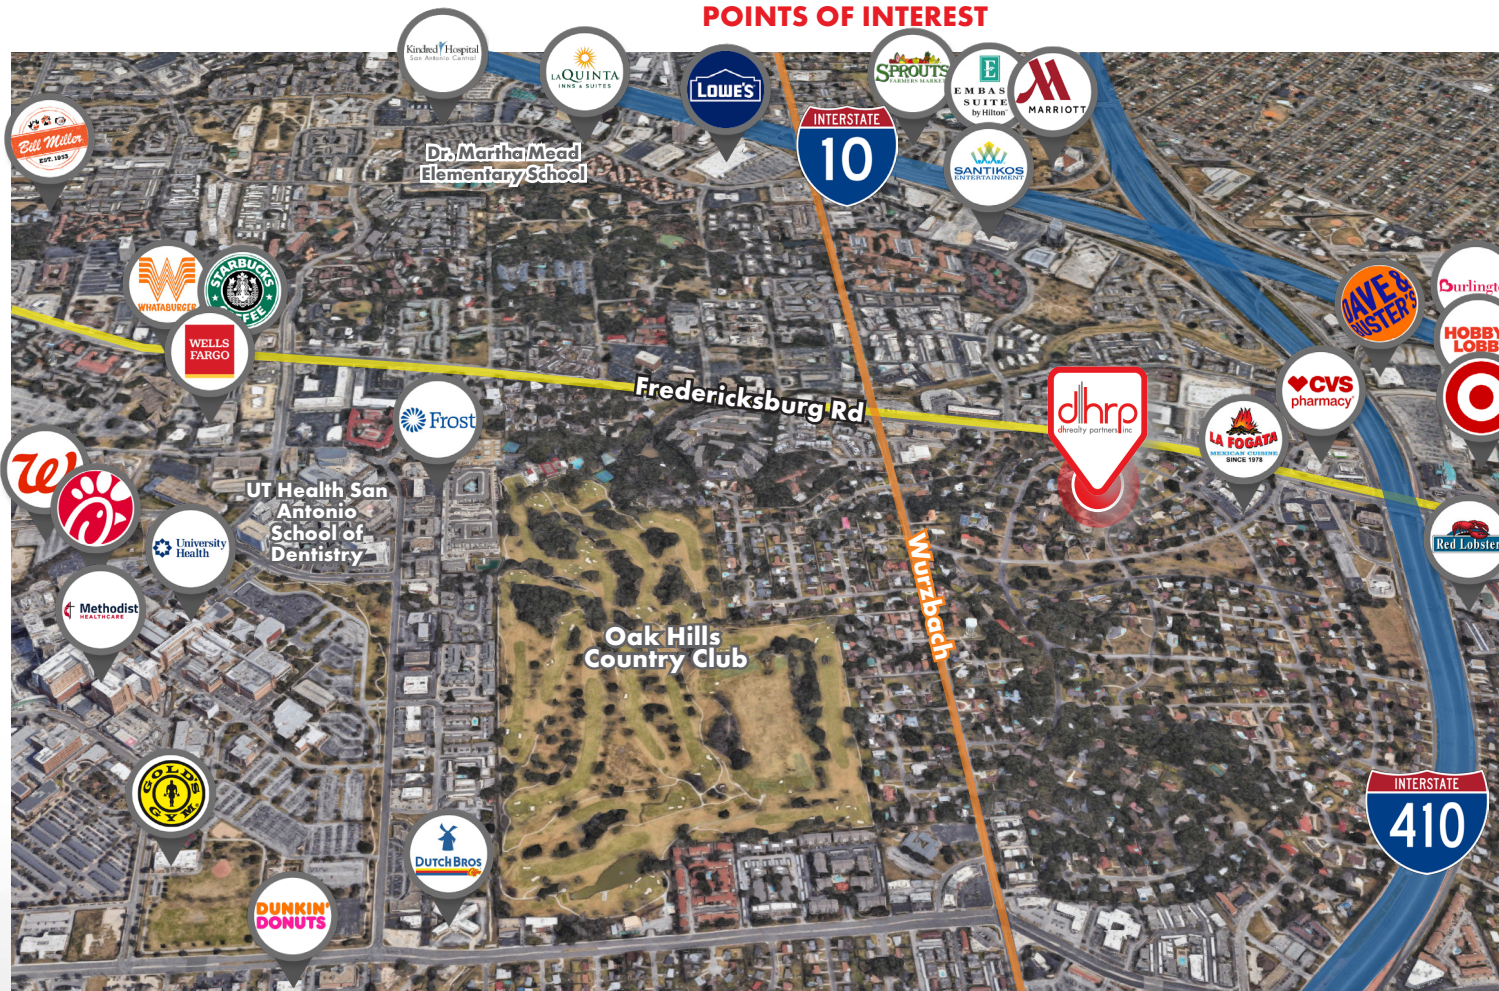 POINTS OF INTEREST
Kindred Hospital
San Antonio Central
LAQUINTA
INNS & SUITES
LOWE'S
SPROUTS
FARMERS MARKET
EMBAS
SUITE
by Hilton
MARRIOTT
Bill Miller
EST. 1953
INTERSTATE
10
Dr. Martha Mead
Elementary School
SANTIKOS
ENTERTAINMENT
WHATABURGER
STARBUCKS
FFEE
WELLS
FARGO
DAVE &
BUSTER'S
Burlingt
HOBBY
LOBB
CVS
pharmacy
Fredericksburg Rd
Frost
dhrp
dhrealty partners inc
LA FOGATA
MEXICAN CUISINE
SINCE 1978
W
UT Health San
Antonio
School of
Dentistry
University
Health
Red Lobster
Wurzbach
Methodist
HEALTHCARE
Oak Hills
Country Club
GOLD'S
GYM
INTERSTATE
410
DUTCH BROS
DUNKIN'
DONUTS